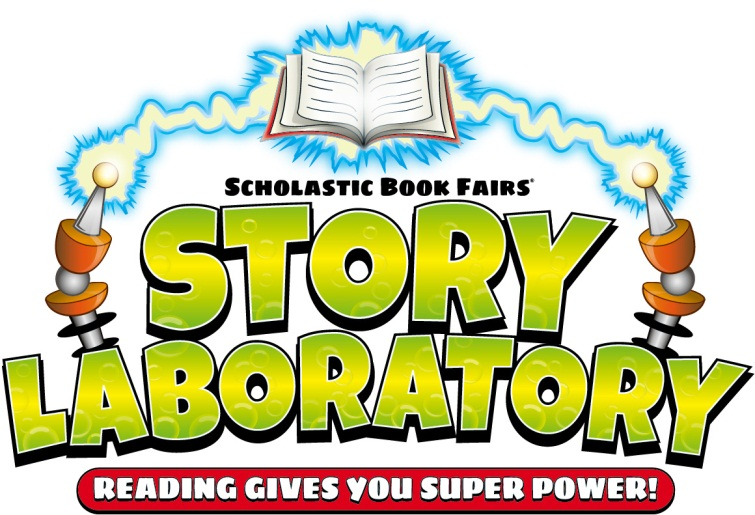 SCHOLASTIC BOOK FAIRS®
STORY
LABORATORY
READING GIVES YOU SUPER POWER!